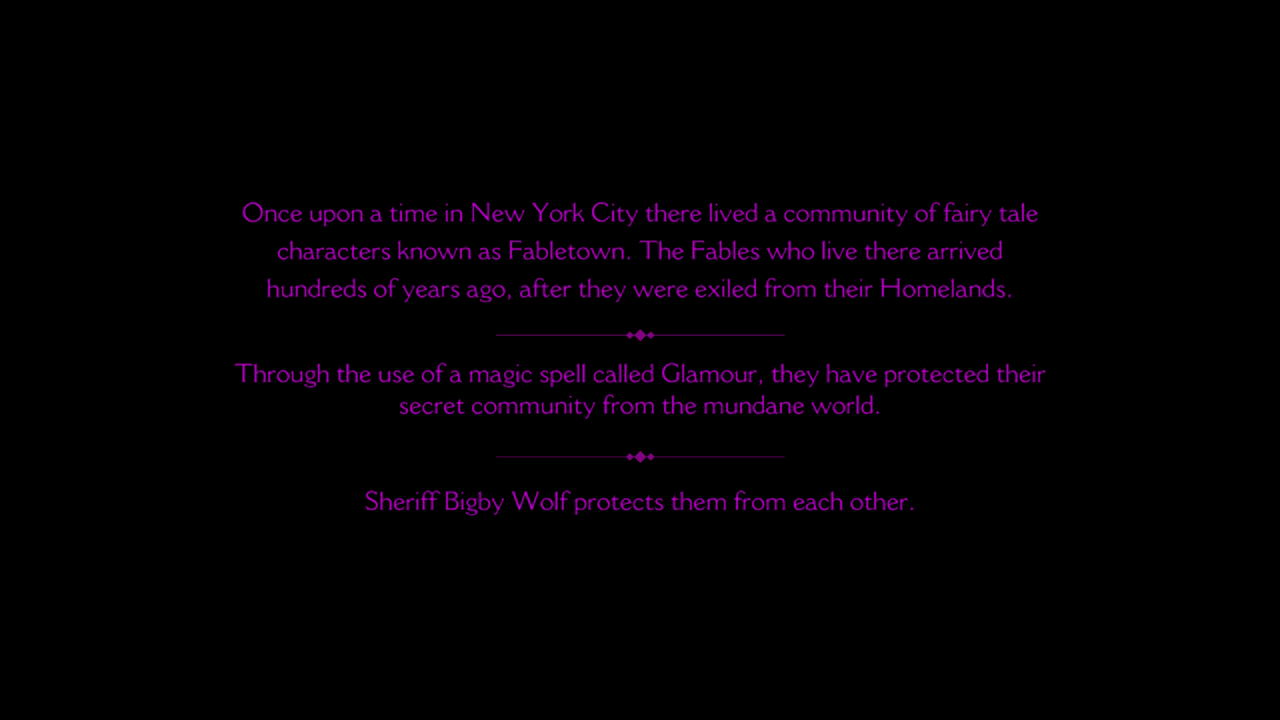 Once upon a time in New York City there lived a community of fairy tale
characters known as Fabletown. The Fables who live there arrived
hundreds of years ago, after they were exiled from their Homelands.
Through the use of a magic spell called Glamour, they have protected their
secret community from the mundane world.
Sheriff Bigby Wolf protects them from each other.